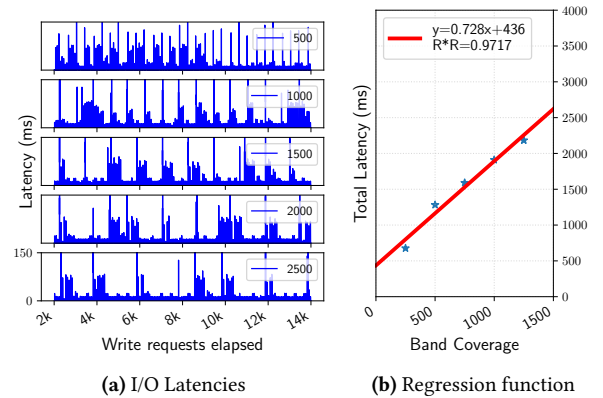 500
1000
1500
2000
2500
150
0
Latency (ms)
2k
4k
6k
8k
10k
12k
14k
Write requests elapsed
(a) I/O Latencies
y=0.728x+436
R*R=0.9717
4000
3500
3000
2500
2000
1500
1000
500
0
Total Latency (ms)
0
500
1000
1500
Band Coverage
(b) Regression function